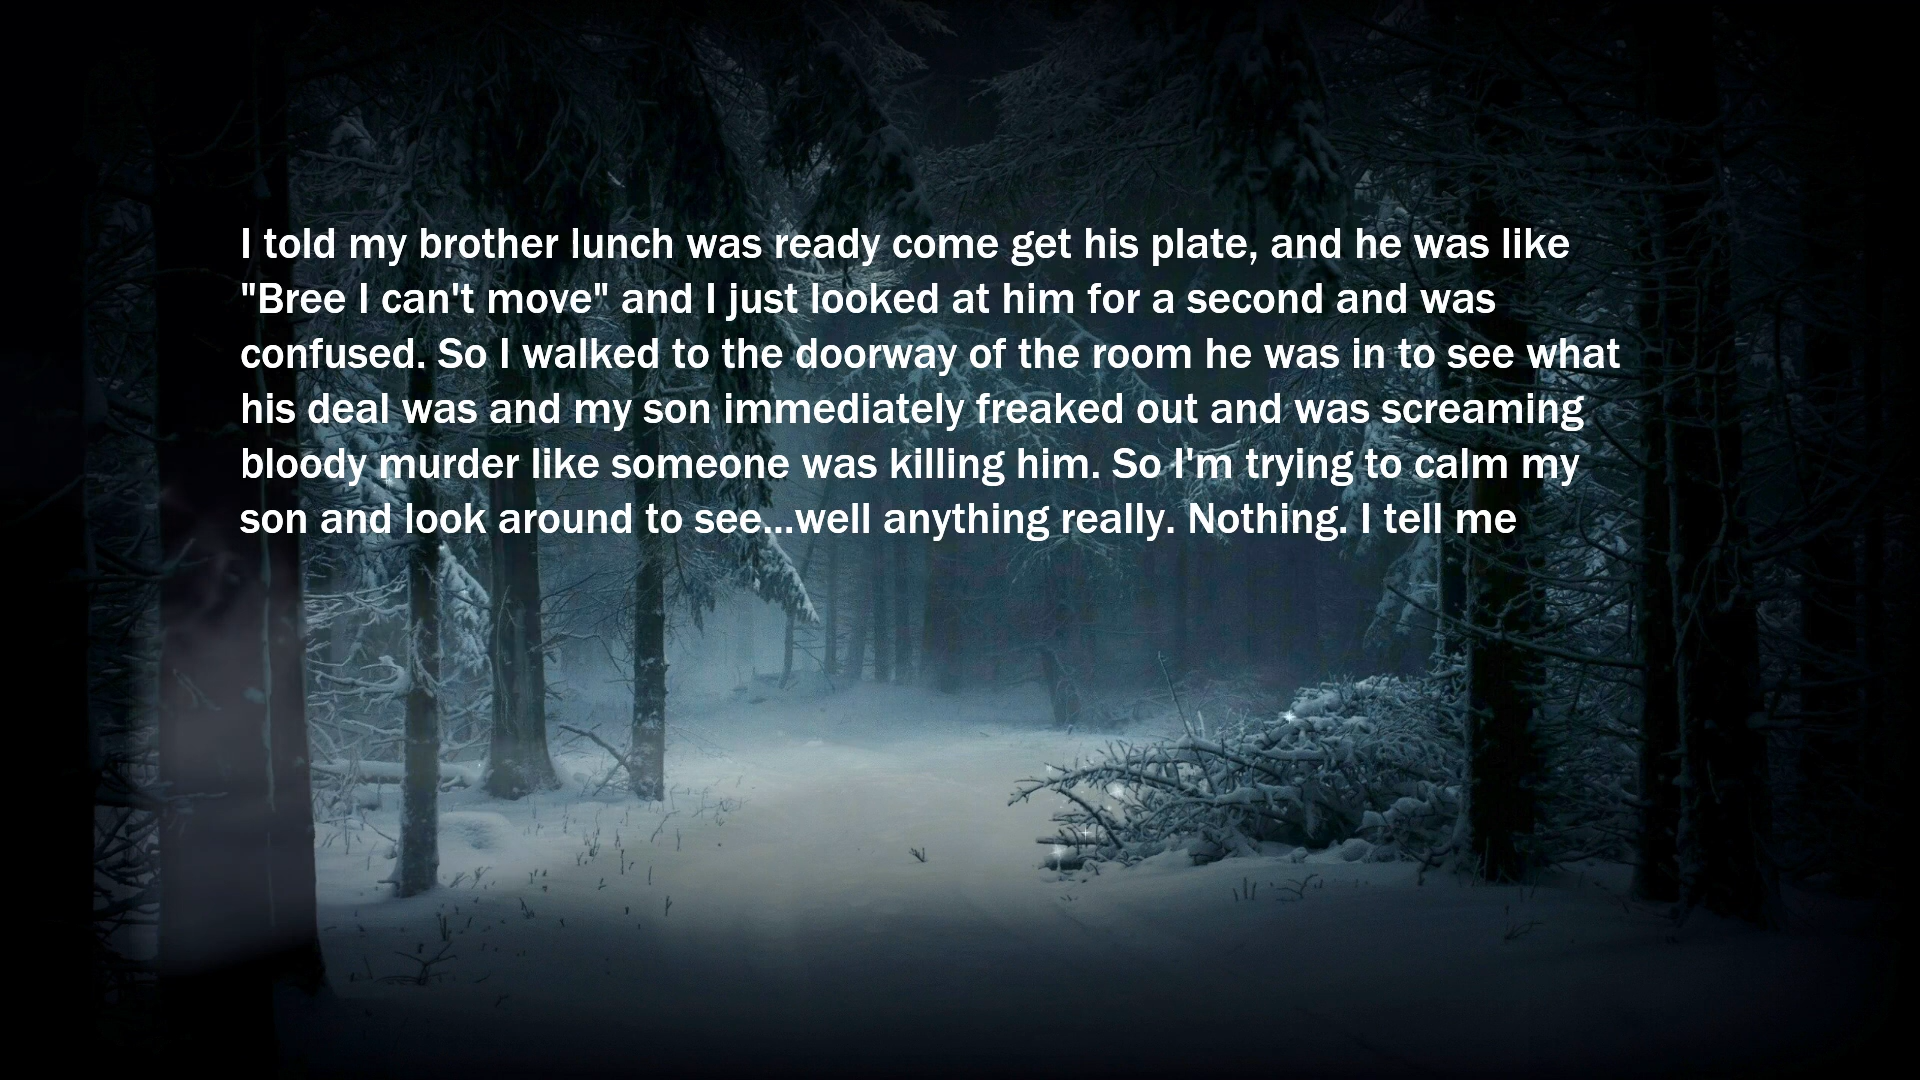 I told my brother lunch was ready come get his plate, and he was like
"Bree I can't move" and I just looked at him for a second and was
confused. So I walked to the doorway of the room he was in to see what
his deal was and my son immediately freaked out and was screaming
bloody murder like someone was killing him. So I'm trying to calm my
son and look around to see...well anything really. Nothing. I tell me